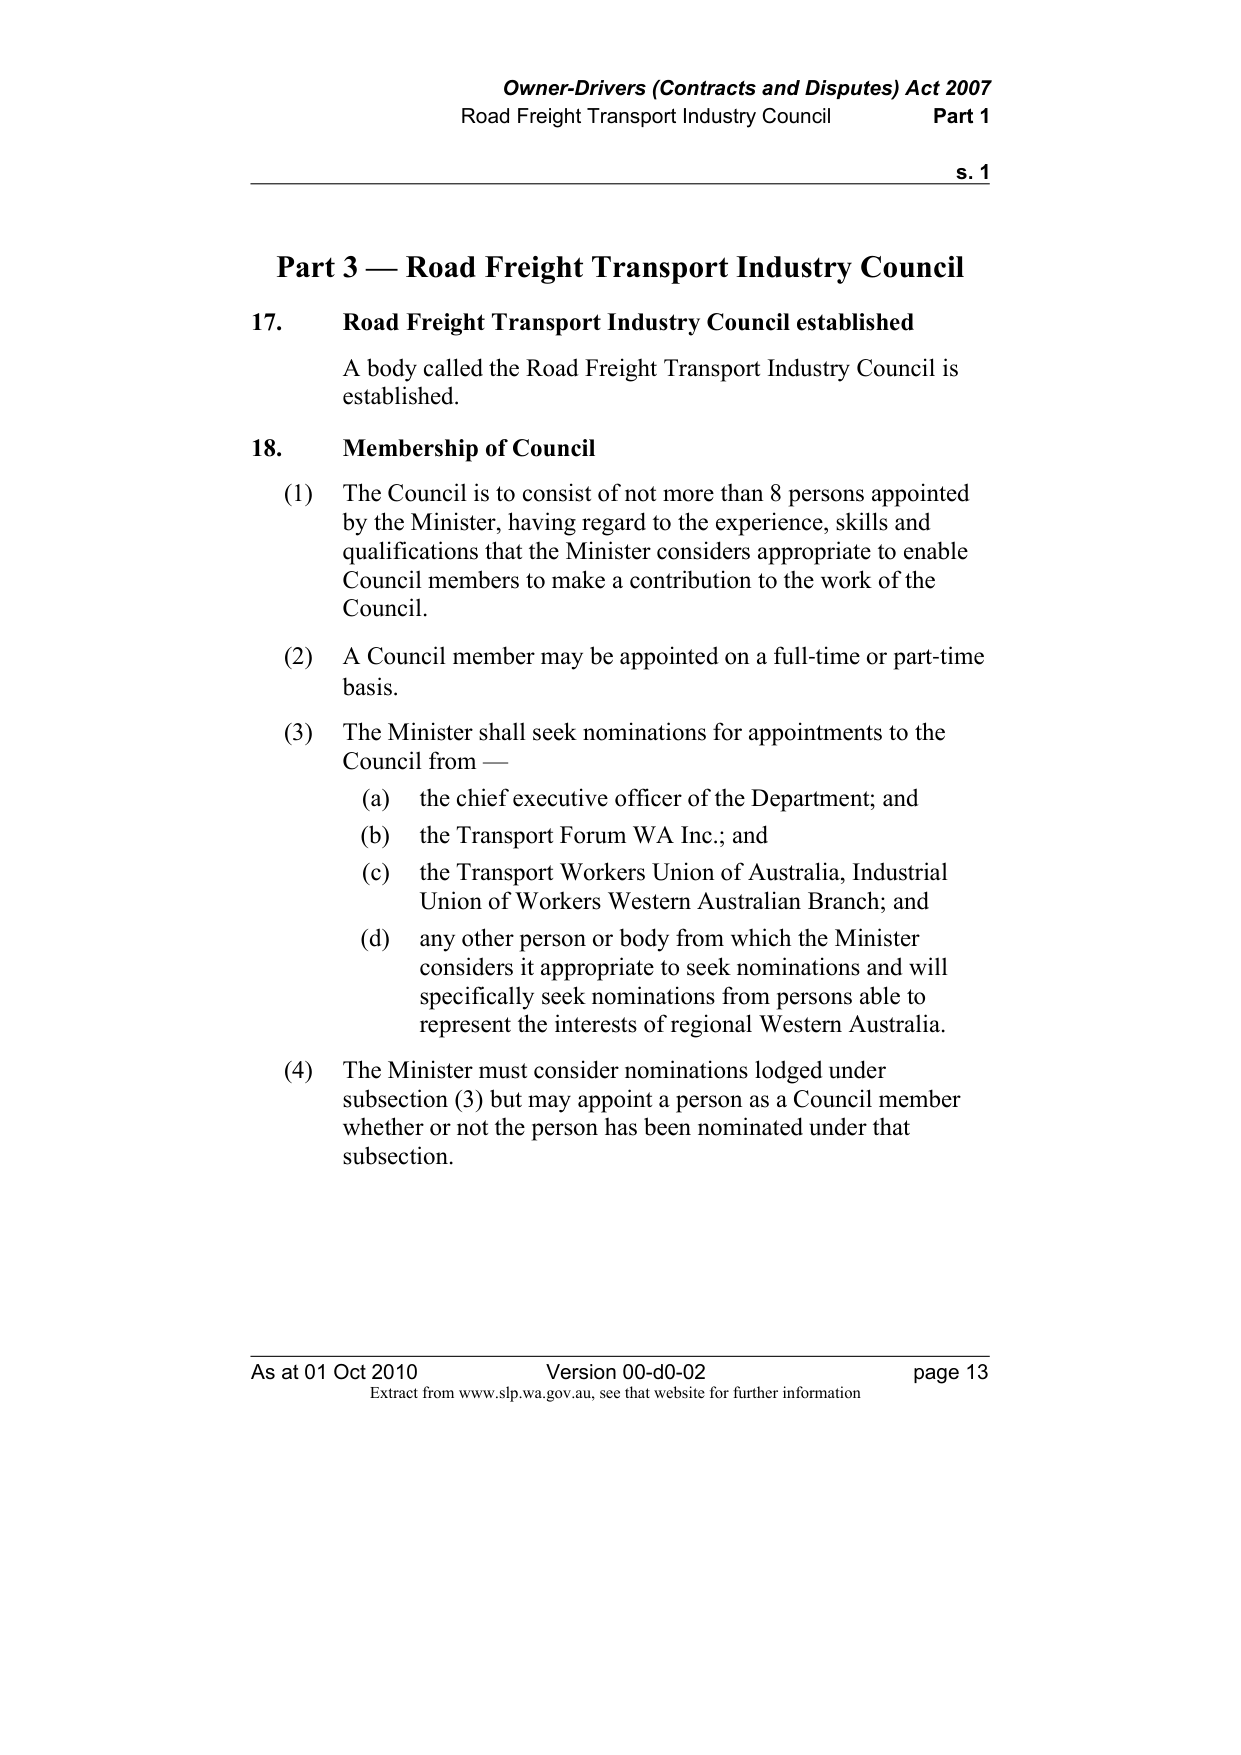 Owner-Drivers (Contracts and Disputes) Act 2007
Road Freight Transport Industry Council Part 1
s. 1
Part 3 — Road Freight Transport Industry Council
17. Road Freight Transport Industry Council established
A body called the Road Freight Transport Industry Council is
established.
18. Membership of Council
(1) The Council is to consist of not more than 8 persons appointed
by the Minister, having regard to the experience, skills and
qualifications that the Minister considers appropriate to enable
Council members to make a contribution to the work of the
Council.
(2) A Council member may be appointed on a full-time or part-time
basis.
(3) The Minister shall seek nominations for appointments to the
Council from —
(a) the chief executive officer of the Department; and
(b) the Transport Forum WA Inc.; and
(c) the Transport Workers Union of Australia, Industrial
Union of Workers Western Australian Branch; and
(d) any other person or body from which the Minister
considers it appropriate to seek nominations and will
specifically seek nominations from persons able to
represent the interests of regional Western Australia.
(4) The Minister must consider nominations lodged under
subsection (3) but may appoint a person as a Council member
whether or not the person has been nominated under that
subsection.
As at 01 Oct 2010 Version 00-d0-02 page 13
Extract from www.slp.wa.gov.au, see that website for further information